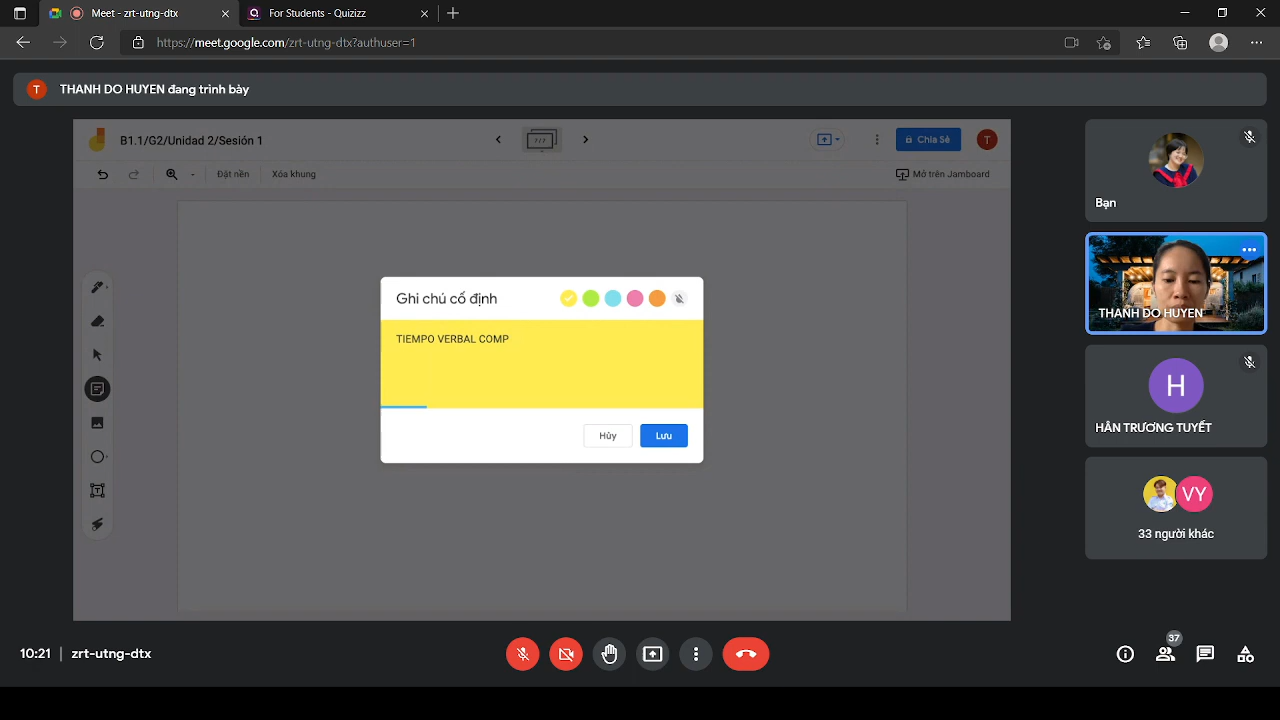 Meet - zrt-utng-dtx
For Students - Quizizz
https://meet.google.com/zrt-utng-dtx?authuser=1
T
THANH DO HUYEN đang trình bày
B1.1/G2/Unidad 2/Sesión 1
7/7
Chia Sẻ
T
Đặt nền
Xóa khung
Mở trên Jamboard
Ghi chú cố định
TIEMPO VERBAL COMP
Hủy
Lưu
Bạn
THANH DO HUYEN
H
HÂN TRƯƠNG TUYẾT
VY
33 người khác
10:21 | zrt-utng-dtx
37